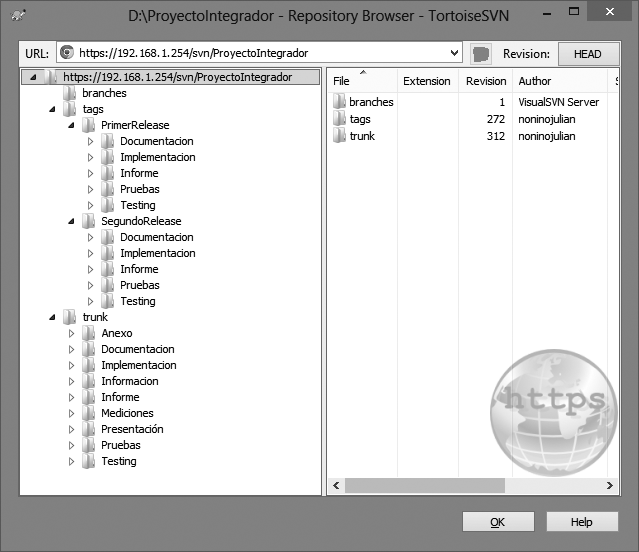 D:\ProyectoIntegrador - Repository Browser - TortoiseSVN
URL: https://192.168.1.254/svn/ProyectoIntegrador Revision: HEAD
https://192.168.1.254/svn/ProyectoIntegrador
branches
tags
PrimerRelease
Documentacion
Implementacion
Informe
Pruebas
Testing
SegundoRelease
Documentacion
Implementacion
Informe
Pruebas
Testing
trunk
Anexo
Documentacion
Implementacion
Informacion
Informe
Mediciones
Presentación
Pruebas
Testing
File Extension Revision Author S
branches 1 VisualSVN Server
tags 272 noninojulian
trunk 312 noninojulian
https
OK Help